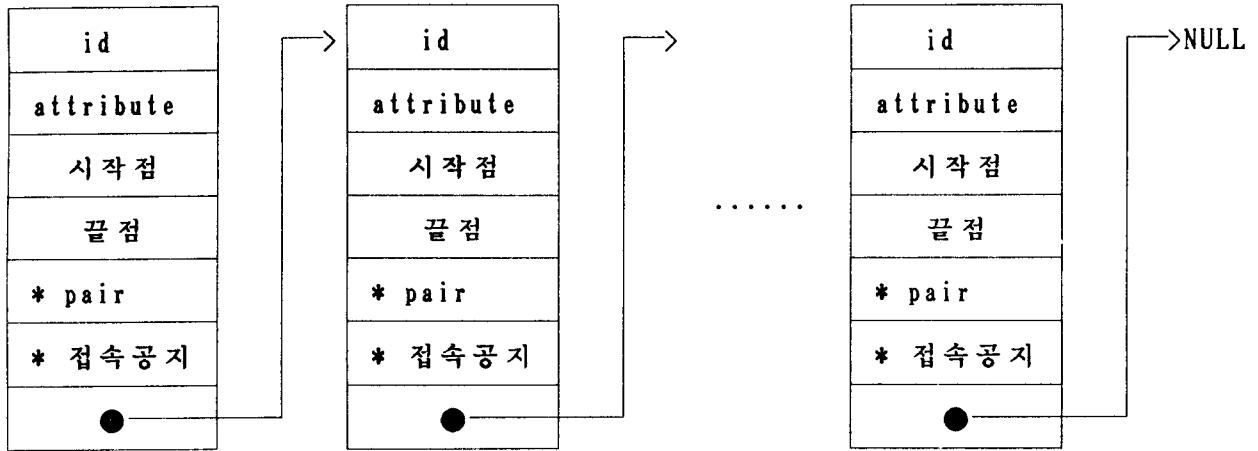 id
attribute
시작점
끝점
* pair
* 접속공지
id
attribute
시작점
끝점
* pair
* 접속공지
......
id
attribute
시작점
끝점
* pair
* 접속공지
NULL